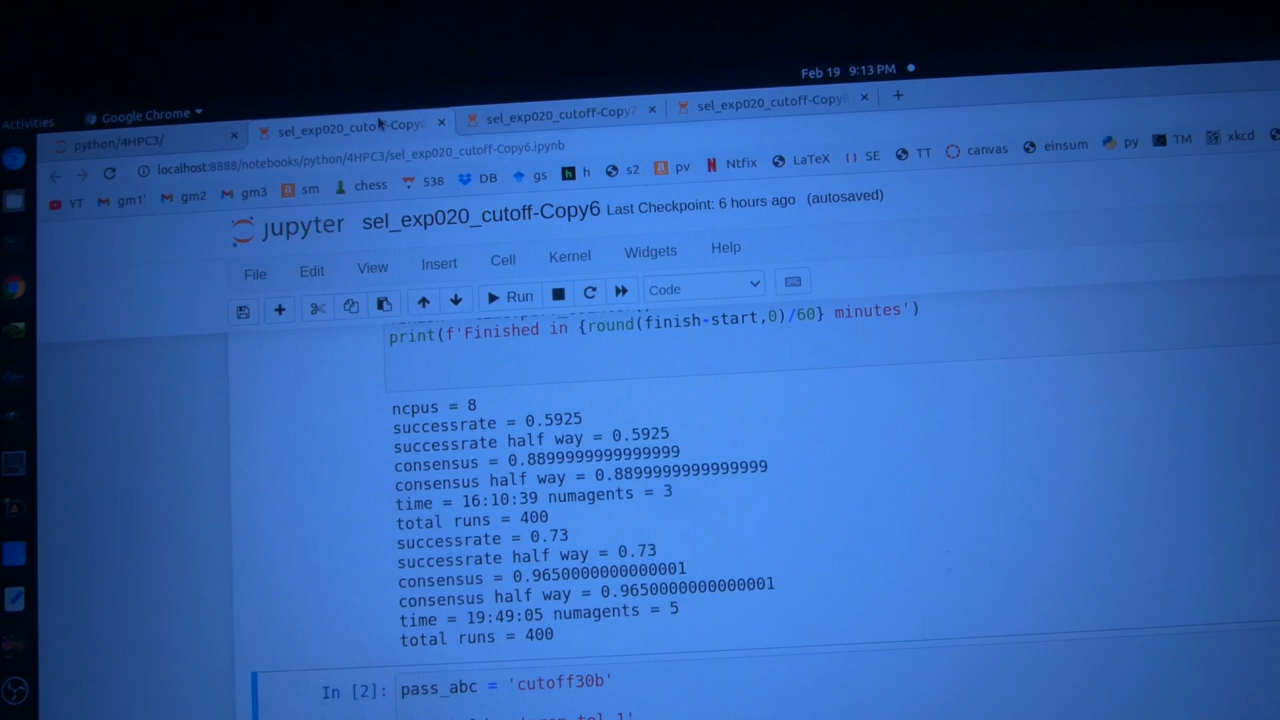 Feb 19 9:13 PM
Activities
Google Chrome
python/4HPC3/
sel_exp020_cutoff-Copy6
sel_exp020_cutoff-Copy7
sel_exp020_cutoff-Copy
localhost:8888/notebooks/python/4HPC3/sel_exp020_cutoff-Copy6.ipynb
YT gm1' gm2 gm3 sm chess 538 DB gs h s2 pv Ntfix LaTeX SE TT canvas einsum py TM xkcd
jupyter sel_exp020_cutoff-Copy6 Last Checkpoint: 6 hours ago (autosaved)
File Edit View Insert Cell Kernel Widgets Help
Run Code
print(f'Finished in {round(finish-start,0)/60} minutes')
ncpus = 8
successrate = 0.5925
successrate half way = 0.5925
consensus = 0.8899999999999999
consensus half way = 0.8899999999999999
time = 16:10:39 numagents = 3
total runs = 400
successrate = 0.73
successrate half way = 0.73
consensus = 0.9650000000000001
consensus half way = 0.9650000000000001
time = 19:49:05 numagents = 5
total runs = 400
In [2]: pass_abc = 'cutoff30b'